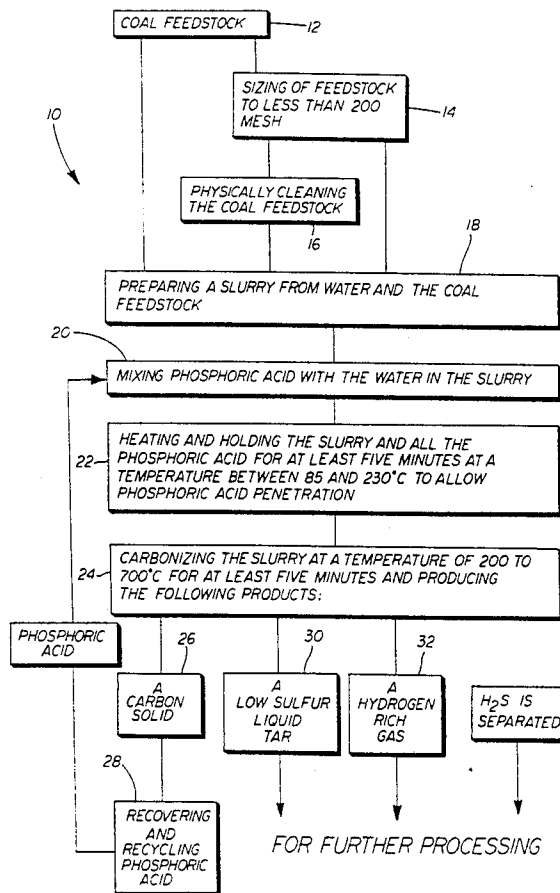 COAL FEEDSTOCK
12
SIZING OF FEEDSTOCK
TO LESS THAN 200
MESH
14
10
PHYSICALLY CLEANING
THE COAL FEEDSTOCK
16
18
PREPARING A SLURRY FROM WATER AND THE COAL
FEEDSTOCK
20
MIXING PHOSPHORIC ACID WITH THE WATER IN THE SLURRY
22
HEATING AND HOLDING THE SLURRY AND ALL THE
PHOSPHORIC ACID FOR AT LEAST FIVE MINUTES AT A
TEMPERATURE BETWEEN 85 AND 230°C TO ALLOW
PHOSPHORIC ACID PENETRATION
24
CARBONIZING THE SLURRY AT A TEMPERATURE OF 200 TO
700°C FOR AT LEAST FIVE MINUTES AND PRODUCING
THE FOLLOWING PRODUCTS:
PHOSPHORIC
ACID
26
A
CARBON
SOLID
30
A
LOW SULFUR
LIQUID
TAR
32
A
HYDROGEN
RICH
GAS
H2S IS
SEPARATED
28
RECOVERING
AND
RECYCLING
PHOSPHORIC
ACID
FOR FURTHER PROCESSING